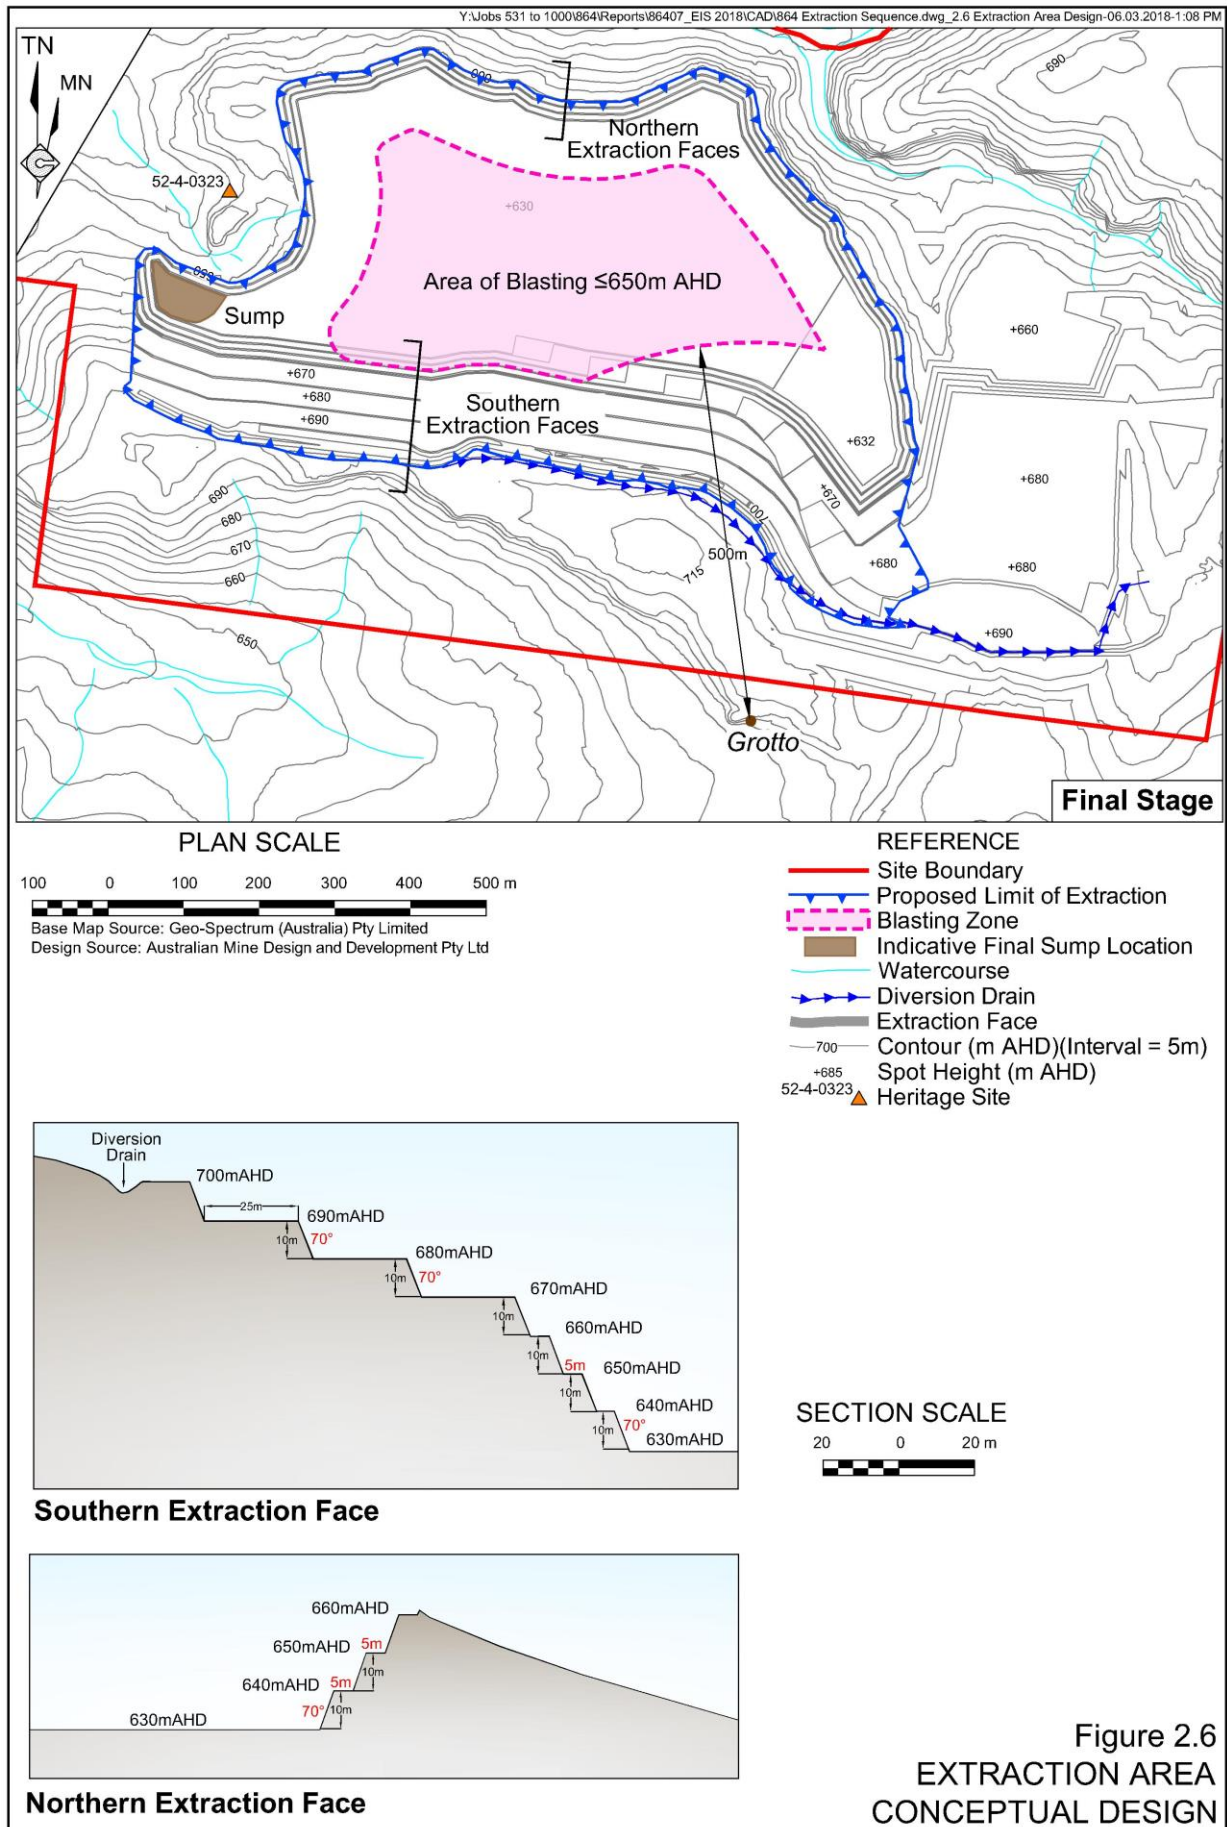 Y:\Jobs 531 to 1000\864\Reports\86407_EIS 2018\CAD\864 Extraction Sequence.dwg_2.6 Extraction Area Design-06.03.2018-1:08 PM
TN
MN
690
Northern
Extraction Faces
52-4-0323
+630
Area of Blasting ≤650m AHD
Sump
+660
+670
+680
+690
Southern
Extraction Faces
+632
+670
+680
700
500m
+680
+680
715
+690
690
680
670
660
650
Grotto
Final Stage
PLAN SCALE
100 0 100 200 300 400 500 m
Base Map Source: Geo-Spectrum (Australia) Pty Limited
Design Source: Australian Mine Design and Development Pty Ltd
REFERENCE
Site Boundary
Proposed Limit of Extraction
Blasting Zone
Indicative Final Sump Location
Watercourse
Diversion Drain
Extraction Face
700 Contour (m AHD)(Interval = 5m)
+685 Spot Height (m AHD)
52-4-0323 Heritage Site
Diversion
Drain
700mAHD
25m
690mAHD
10m 70°
680mAHD
10m 70°
670mAHD
10m
660mAHD
10m
5m 650mAHD
10m
640mAHD
10m 70°
630mAHD
Southern Extraction Face
SECTION SCALE
20 0 20 m
660mAHD
650mAHD 5m
10m
640mAHD 5m
70° 10m
630mAHD
Northern Extraction Face
Figure 2.6
EXTRACTION AREA
CONCEPTUAL DESIGN